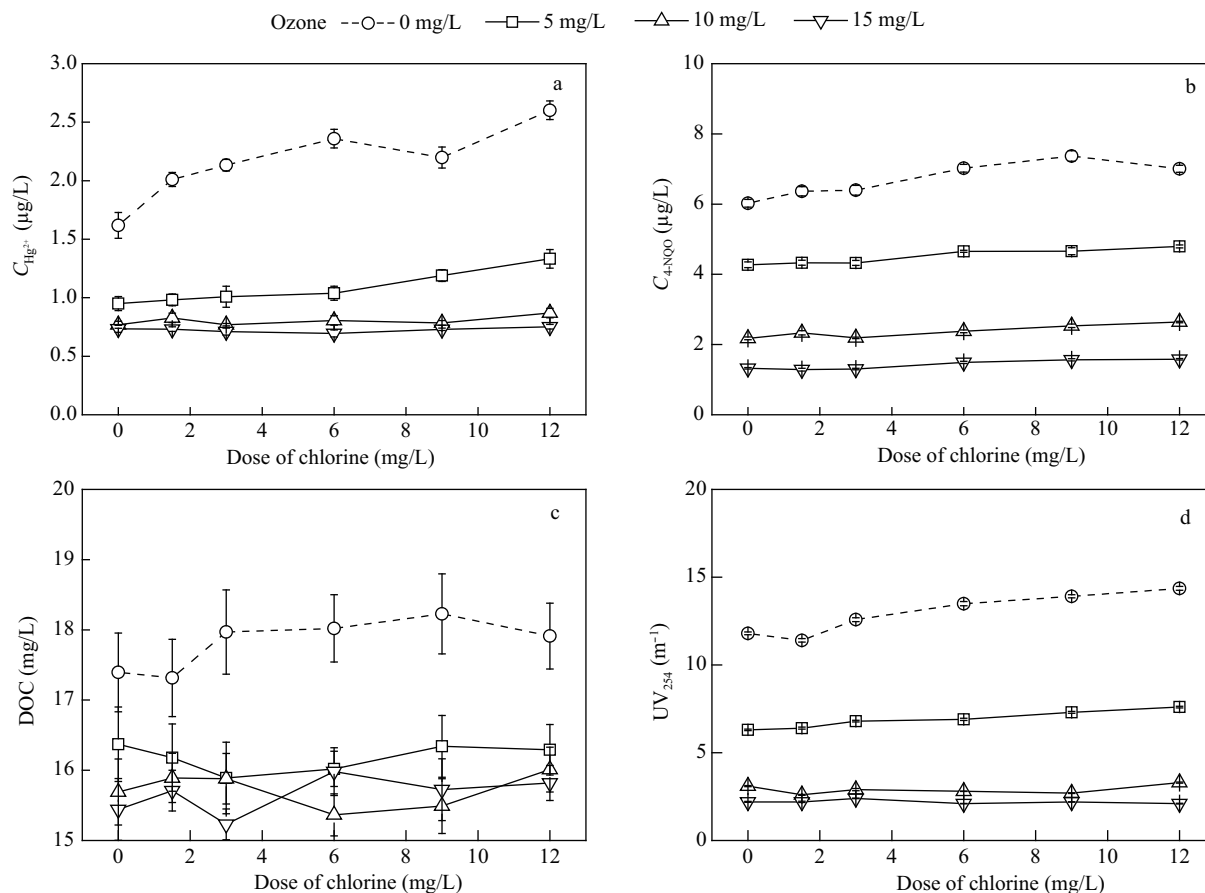 Ozone 0 mg/L 5 mg/L 10 mg/L 15 mg/L
a
3.0
2.5
2.0
1.5
1.0
0.5
0.0
C_Hg²⁺ (µg/L)
0 2 4 6 8 10 12
Dose of chlorine (mg/L)
b
10
8
6
4
2
0
C_4-NQO (µg/L)
0 2 4 6 8 10 12
Dose of chlorine (mg/L)
c
20
19
18
17
16
15
DOC (mg/L)
0 2 4 6 8 10 12
Dose of chlorine (mg/L)
d
20
15
10
5
0
UV₂₅₄ (m⁻¹)
0 2 4 6 8 10 12
Dose of chlorine (mg/L)